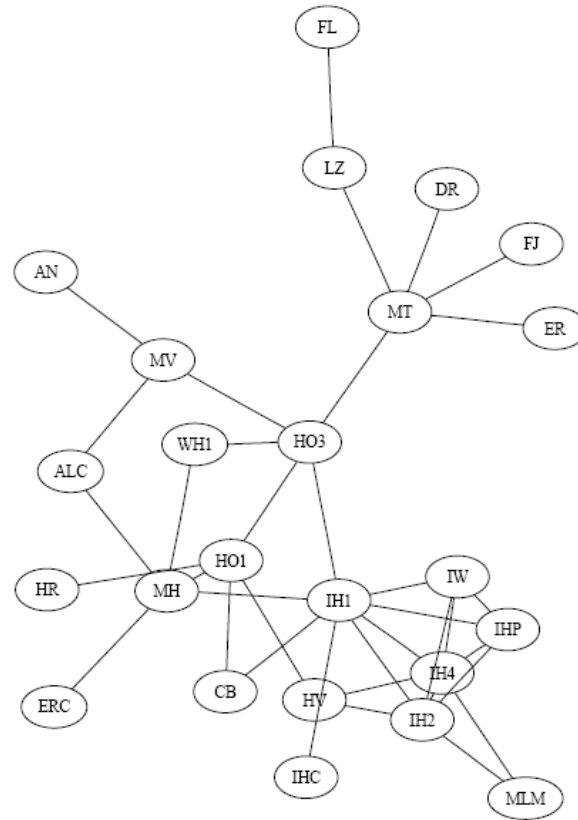 FL
LZ
DR
FJ
AN
MT
ER
MV
WH1
HO3
ALC
HO1
IW
HR
MH
IH1
IHP
IH4
CB
HV
ERC
IH2
IHC
MLM